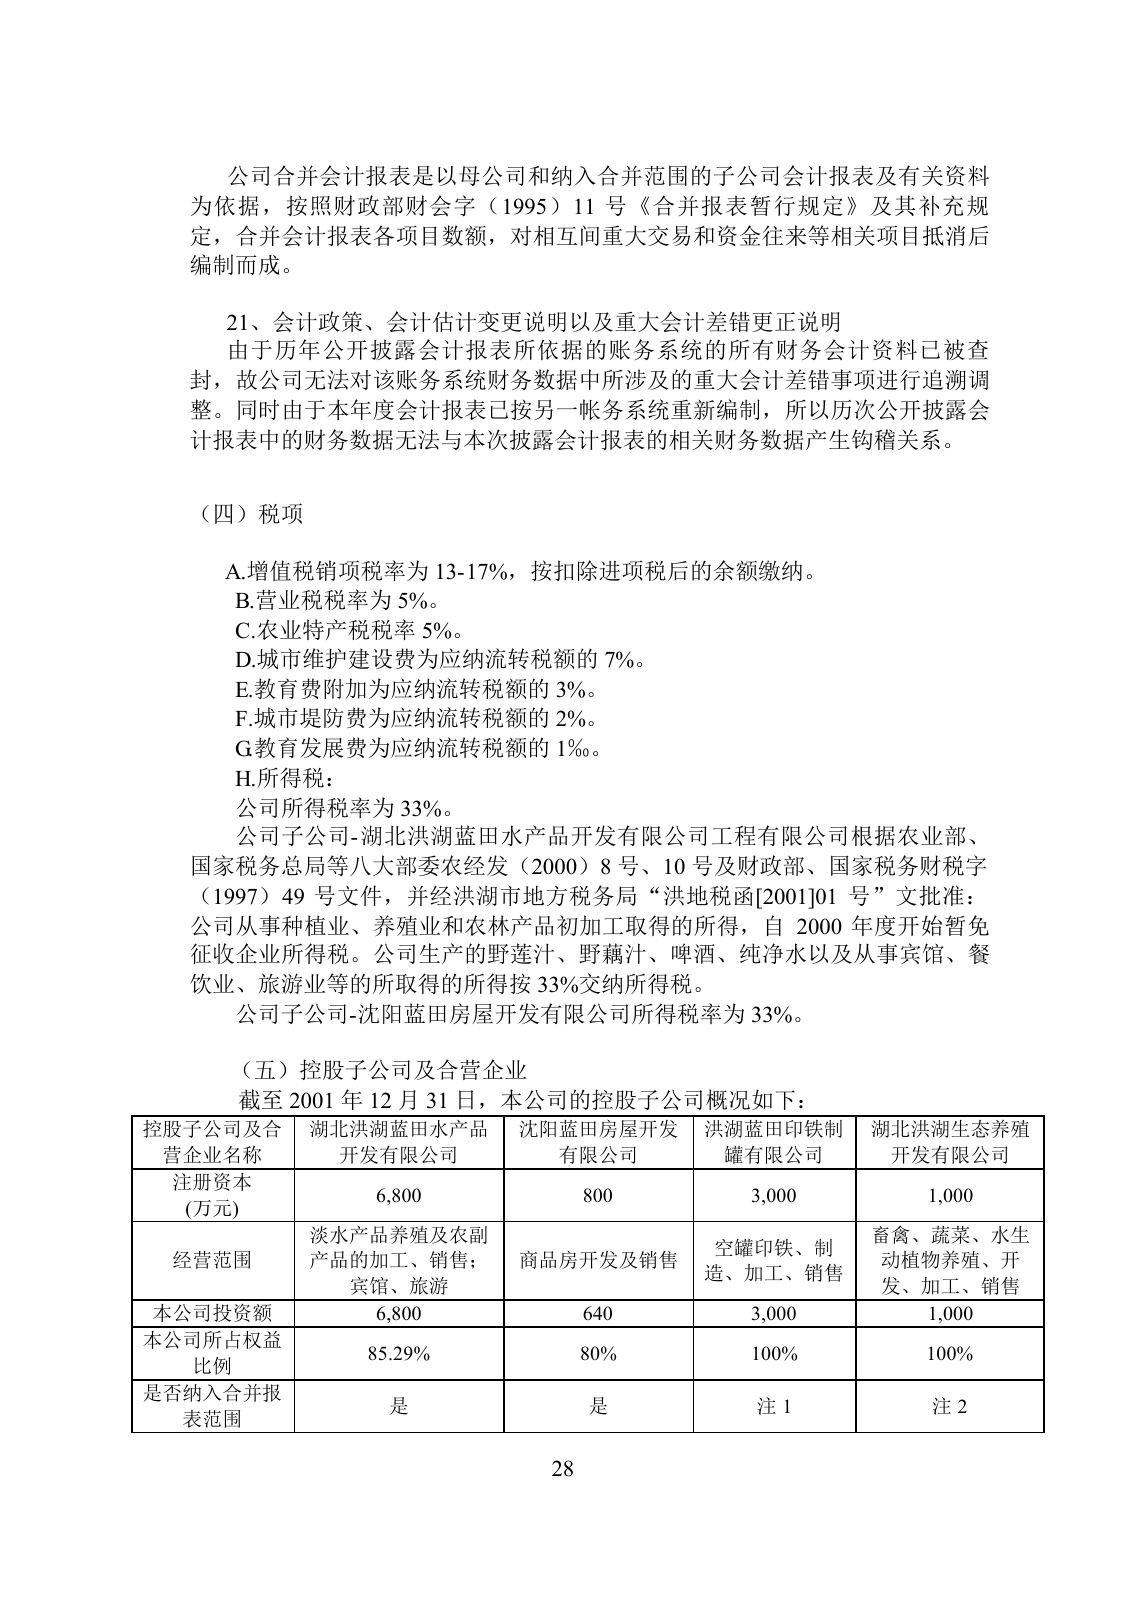 公司合并会计报表是以母公司和纳入合并范围的子公司会计报表及有关资料
为依据，按照财政部财会字（1995）11 号《合并报表暂行规定》及其补充规
定，合并会计报表各项目数额，对相互间重大交易和资金往来等相关项目抵消后
编制而成。
21、会计政策、会计估计变更说明以及重大会计差错更正说明
由于历年公开披露会计报表所依据的账务系统的所有财务会计资料已被查
封，故公司无法对该账务系统财务数据中所涉及的重大会计差错事项进行追溯调
整。同时由于本年度会计报表已按另一帐务系统重新编制，所以历次公开披露会
计报表中的财务数据无法与本次披露会计报表的相关财务数据产生钩稽关系。
（四）税项
A.增值税销项税率为 13-17%，按扣除进项税后的余额缴纳。
B.营业税税率为 5%。
C.农业特产税税率 5%。
D.城市维护建设费为应纳流转税额的 7%。
E.教育费附加为应纳流转税额的 3%。
F.城市堤防费为应纳流转税额的 2%。
G.教育发展费为应纳流转税额的 1‰。
H.所得税：
公司所得税率为 33%。
公司子公司-湖北洪湖蓝田水产品开发有限公司工程有限公司根据农业部、
国家税务总局等八大部委农经发（2000）8 号、10 号及财政部、国家税务财税字
（1997）49 号文件，并经洪湖市地方税务局“洪地税函[2001]01 号”文批准：
公司从事种植业、养殖业和农林产品初加工取得的所得，自 2000 年度开始暂免
征收企业所得税。公司生产的野莲汁、野藕汁、啤酒、纯净水以及从事宾馆、餐
饮业、旅游业等的所取得的所得按 33%交纳所得税。
公司子公司-沈阳蓝田房屋开发有限公司所得税率为 33%。
（五）控股子公司及合营企业
截至 2001 年 12 月 31 日，本公司的控股子公司概况如下：
控股子公司及合 湖北洪湖蓝田水产品 沈阳蓝田房屋开发 洪湖蓝田印铁制 湖北洪湖生态养殖
营企业名称 开发有限公司 有限公司 罐有限公司 开发有限公司
注册资本
(万元) 6,800 800 3,000 1,000
淡水产品养殖及农副 畜禽、蔬菜、水生
经营范围 产品的加工、销售； 商品房开发及销售 空罐印铁、制 动植物养殖、开
宾馆、旅游 造、加工、销售 发、加工、销售
本公司投资额 6,800 640 3,000 1,000
本公司所占权益
比例 85.29% 80% 100% 100%
是否纳入合并报
表范围 是 是 注 1 注 2
28